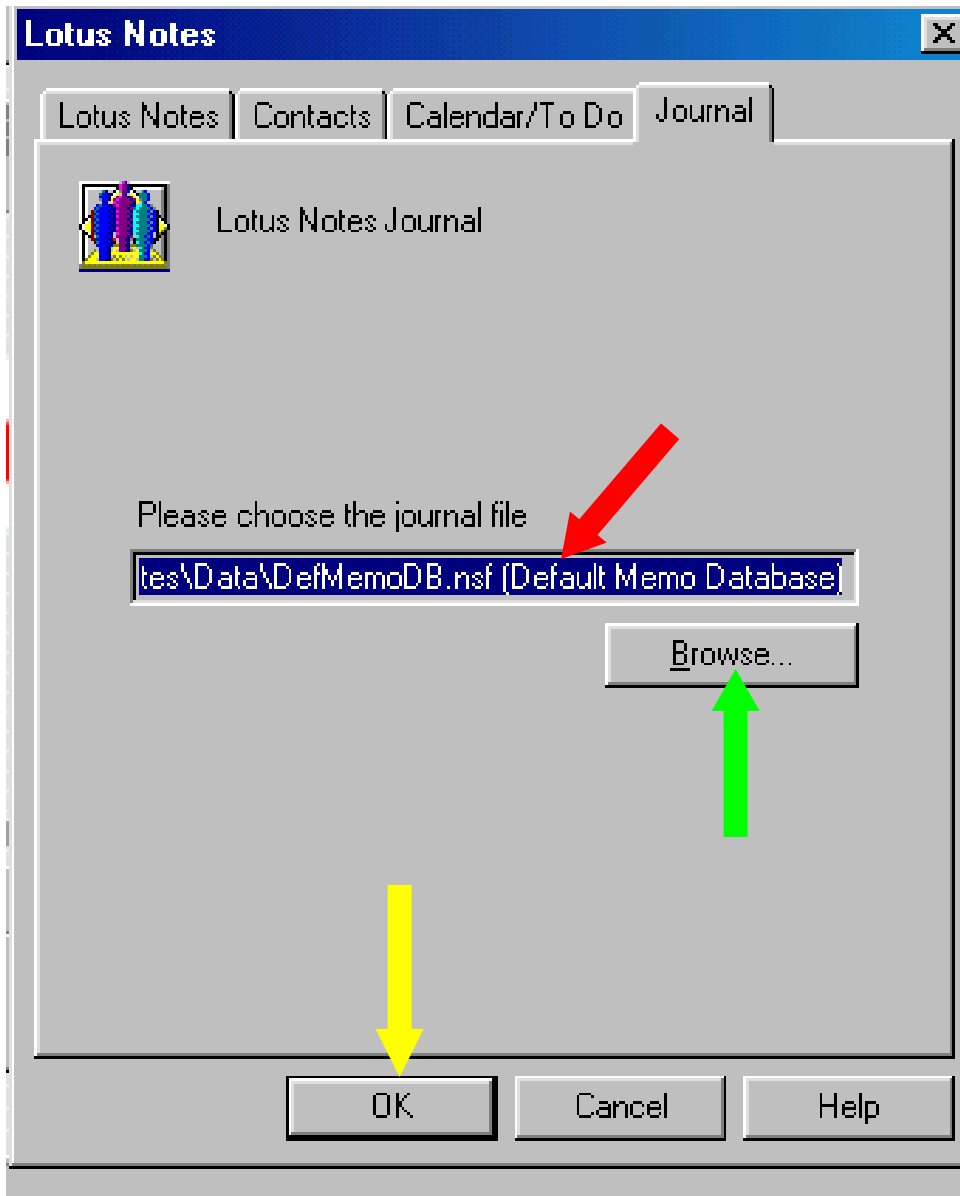 Lotus Notes
Lotus Notes Contacts Calendar/To Do Journal
Lotus Notes Journal
Please choose the journal file
tes\Data\DefMemoDB.nsf (Default Memo Database)
Browse...
OK Cancel Help